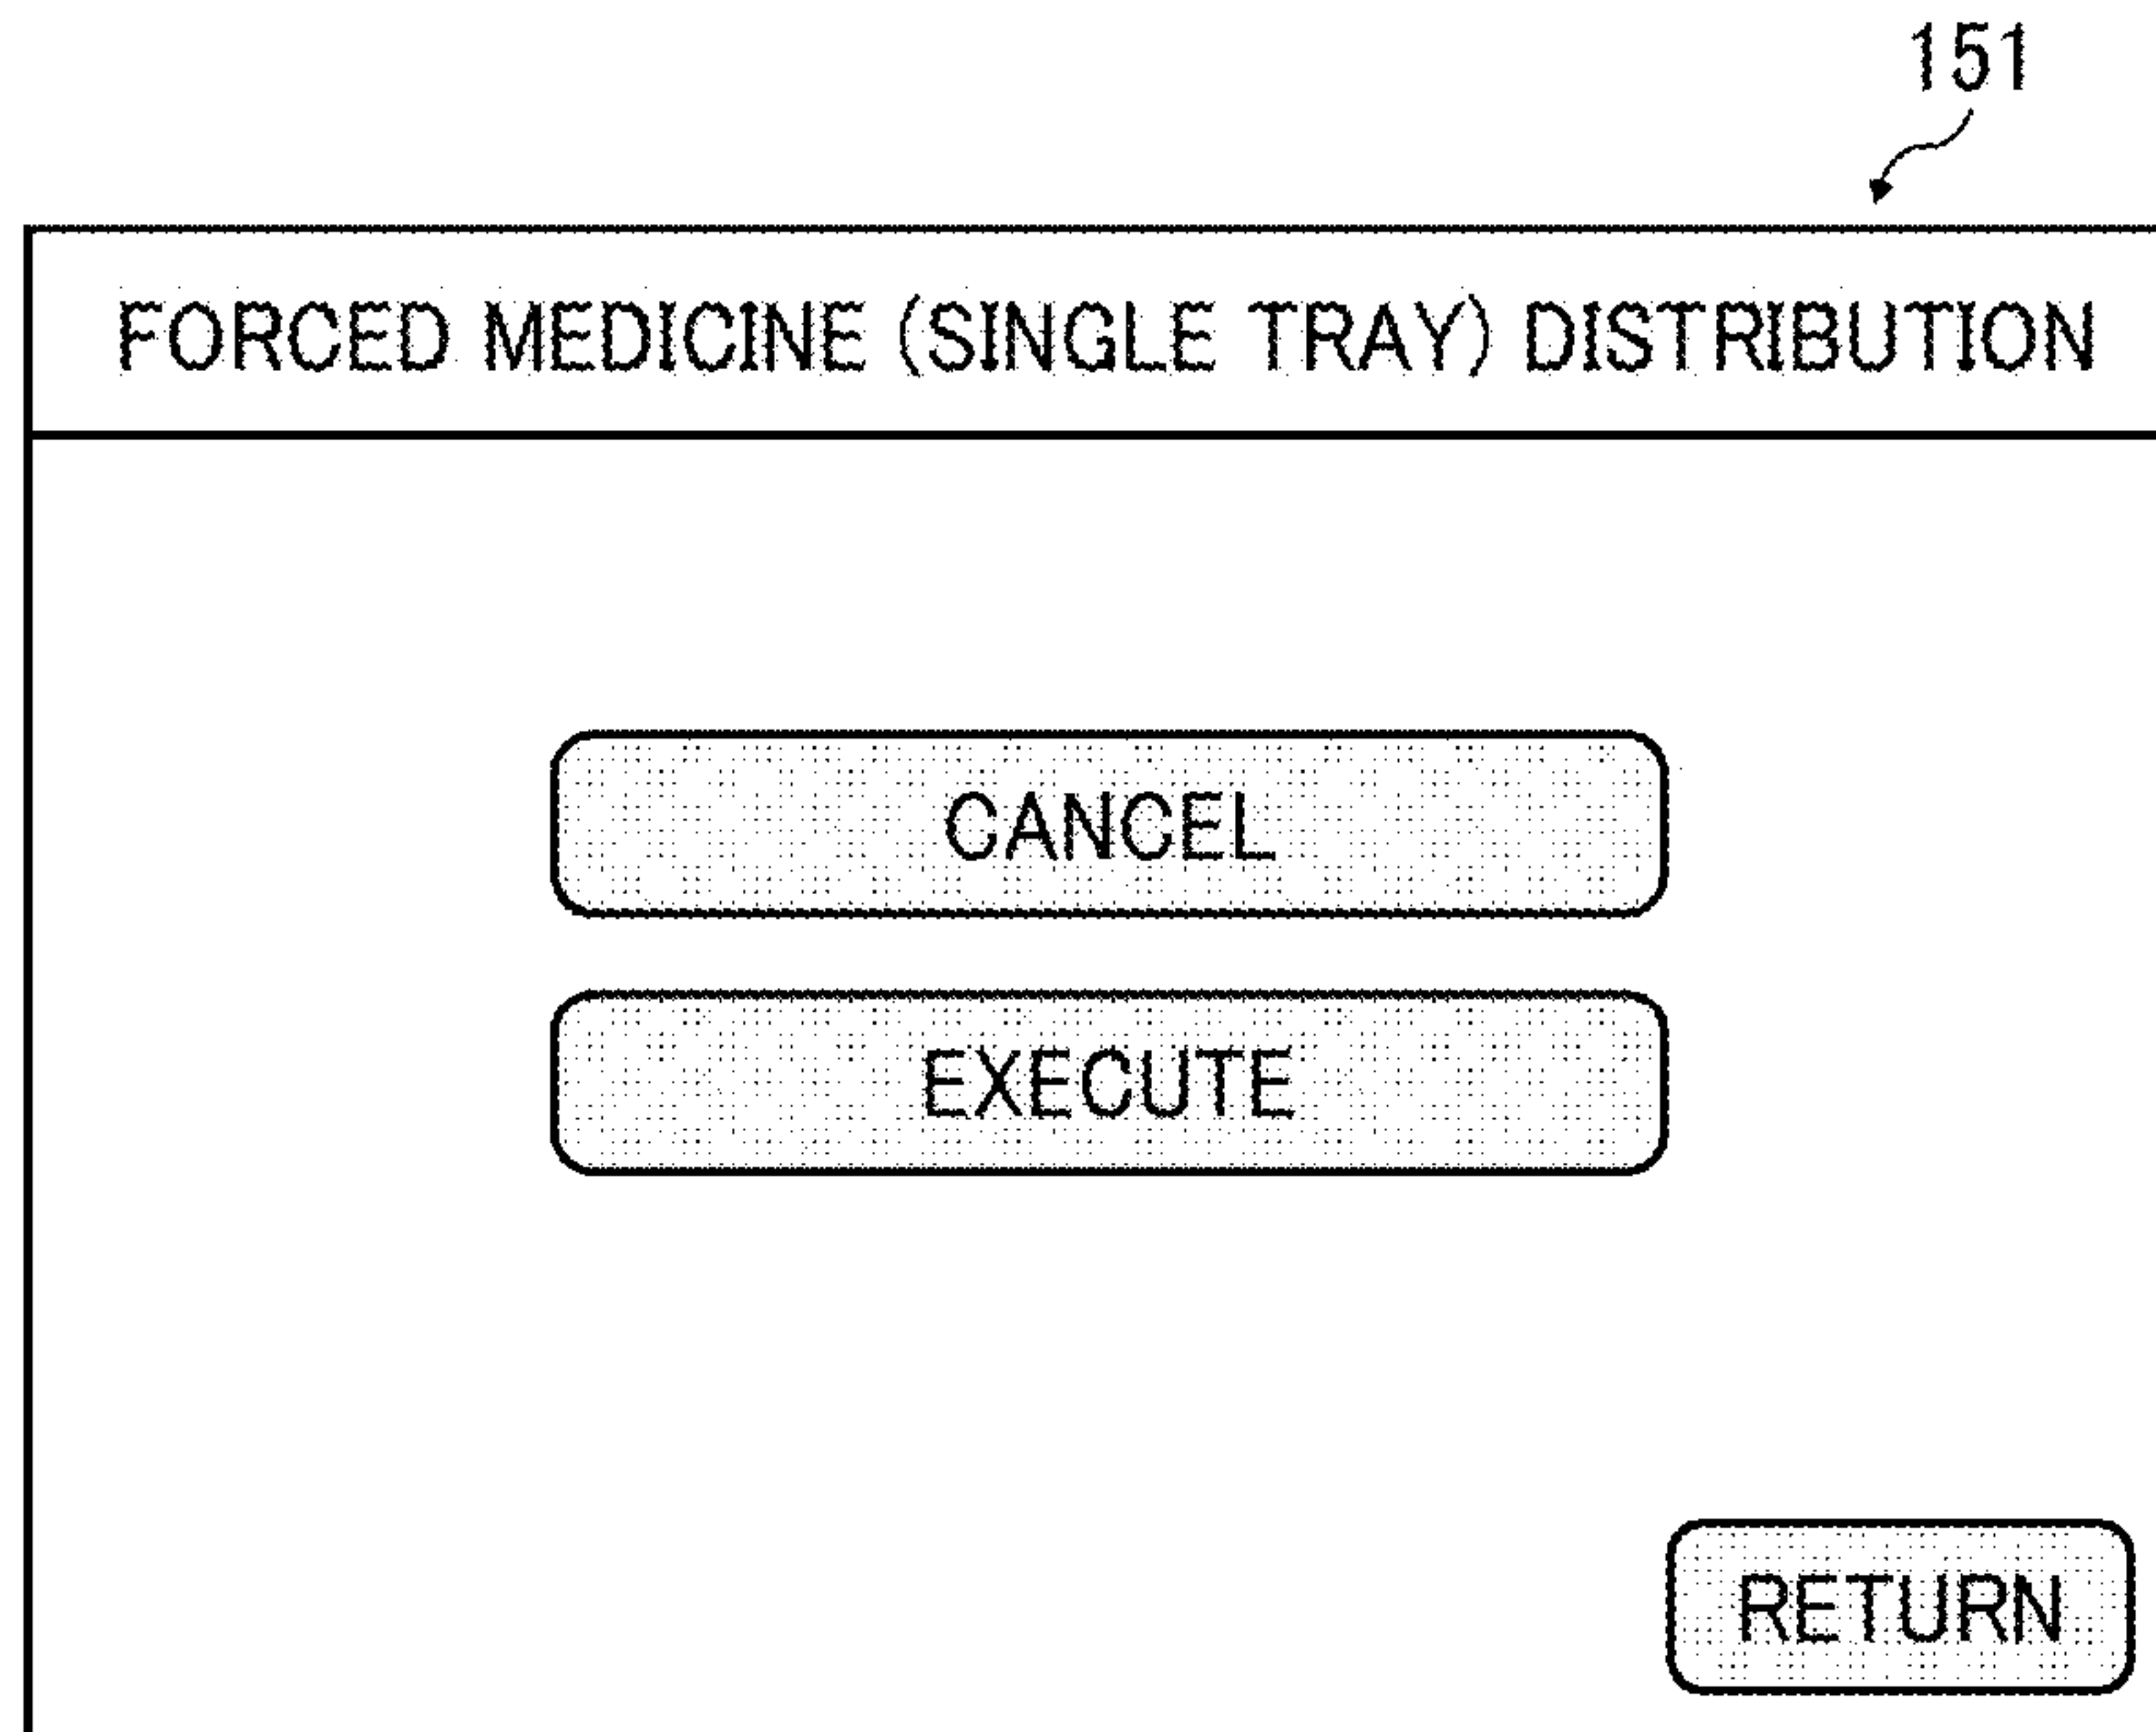 151
FORCED MEDICINE (SINGLE TRAY) DISTRIBUTION
CANCEL
EXECUTE
RETURN